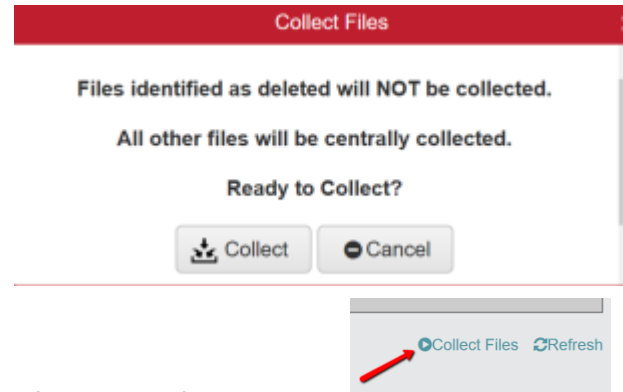 Collect Files
Files identified as deleted will NOT be collected.
All other files will be centrally collected.
Ready to Collect?
Collect Cancel
Collect Files Refresh